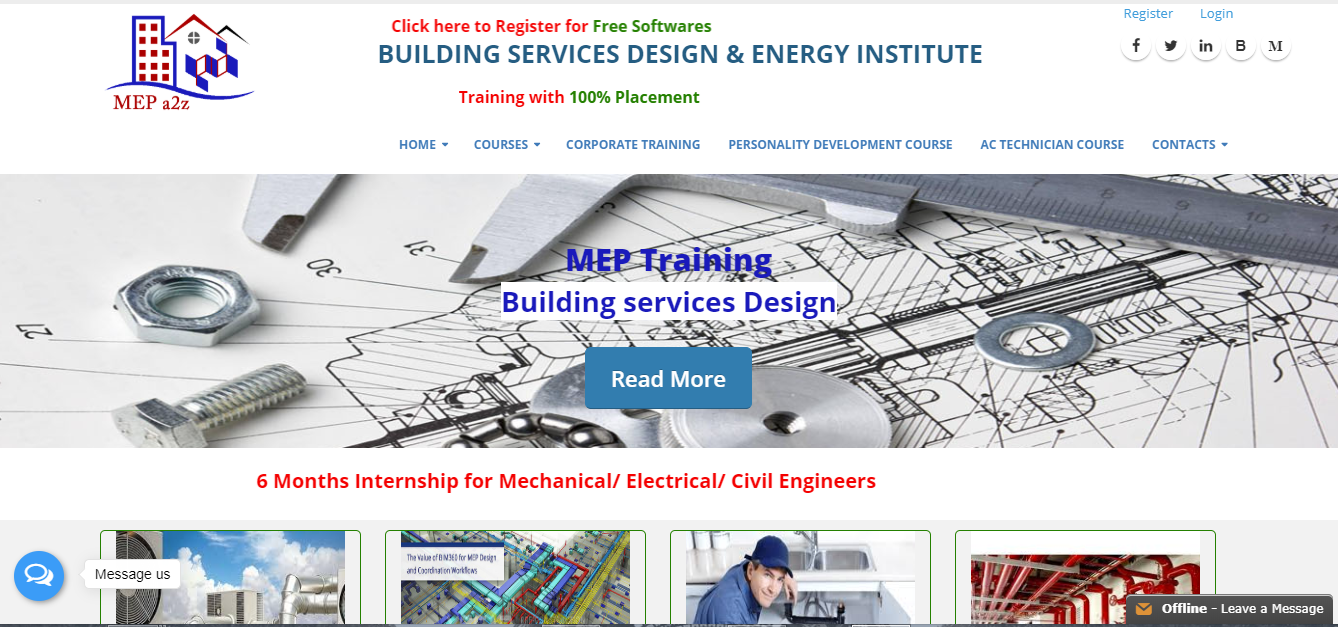 Click here to Register for Free Softwares
Register Login
BUILDING SERVICES DESIGN & ENERGY INSTITUTE
B M
MEP a2z
Training with 100% Placement
HOME COURSES CORPORATE TRAINING PERSONALITY DEVELOPMENT COURSE AC TECHNICIAN COURSE CONTACTS
MEP Training
Building services Design
Read More
6 Months Internship for Mechanical/ Electrical/ Civil Engineers
The Value of BIM360 for MEP Design
and Coordination Workflows
Message us
Offline - Leave a Message